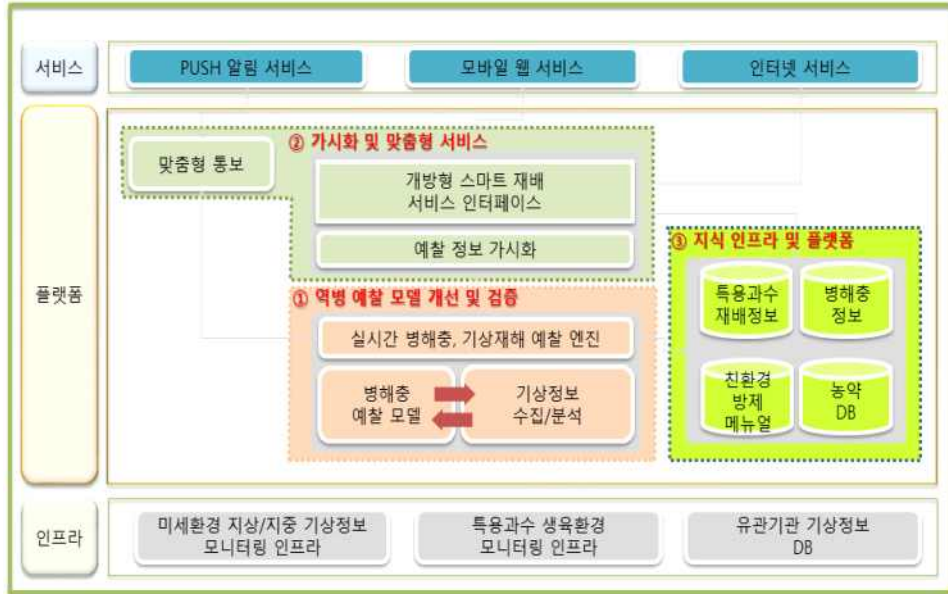 서비스
PUSH 알림 서비스
모바일 웹 서비스
인터넷 서비스
플랫폼
맞춤형 통보
② 가시화 및 맞춤형 서비스
개방형 스마트 재배
서비스 인터페이스
예찰 정보 가시화
① 역병 예찰 모델 개선 및 검증
실시간 병해충, 기상재해 예찰 엔진
병해충
예찰 모델
기상정보
수집/분석
③ 지식 인프라 및 플랫폼
특용과수
재배정보
병해충
정보
친환경
방제
메뉴얼
농약
DB
인프라
미세환경 지상/지중 기상정보
모니터링 인프라
특용과수 생육환경
모니터링 인프라
유관기관 기상정보
DB